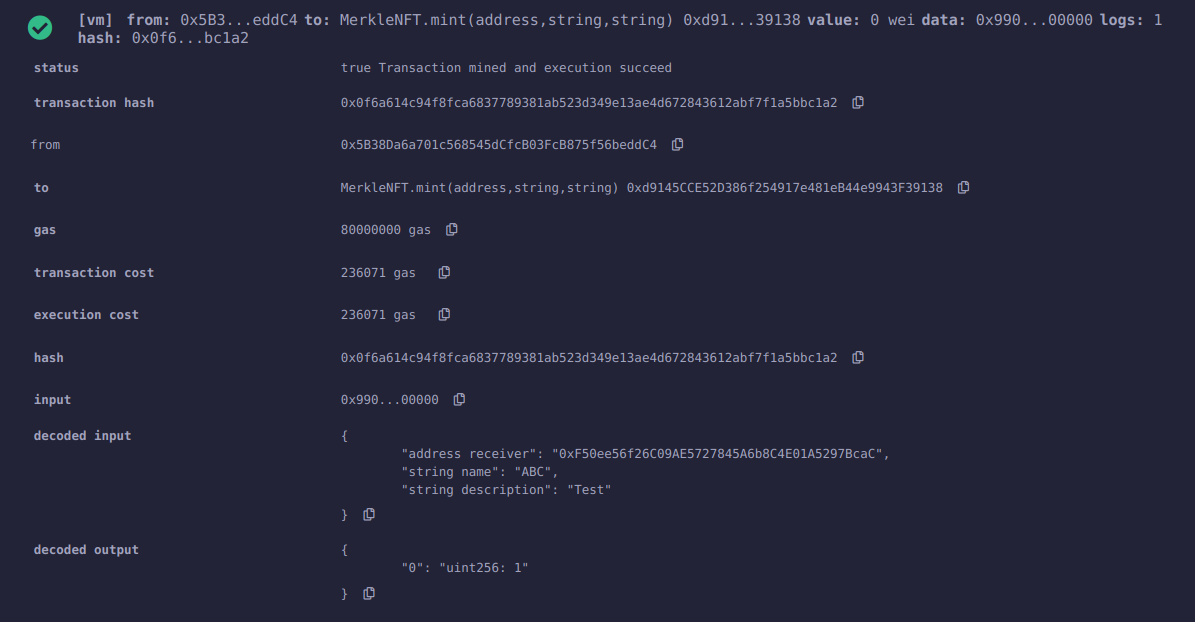 [vm] from: 0x5B3...eddC4 to: MerkleNFT.mint(address,string,string) 0xd91...39138 value: 0 wei data: 0x990...00000 logs: 1
hash: 0x0f6...bc1a2
status true Transaction mined and execution succeed
transaction hash 0x0f6a614c94f8fca6837789381ab523d349e13ae4d672843612abf7f1a5bbc1a2
from 0x5B38Da6a701c568545dCfcB03FcB875f56beddC4
to MerkleNFT.mint(address,string,string) 0xd9145CCE52D386f254917e481eB44e9943F39138
gas 80000000 gas
transaction cost 236071 gas
execution cost 236071 gas
hash 0x0f6a614c94f8fca6837789381ab523d349e13ae4d672843612abf7f1a5bbc1a2
input 0x990...00000
decoded input {
"address receiver": "0xF50ee56f26C09AE5727845A6b8C4E01A5297BcaC",
"string name": "ABC",
"string description": "Test"
}
decoded output {
"0": "uint256: 1"
}